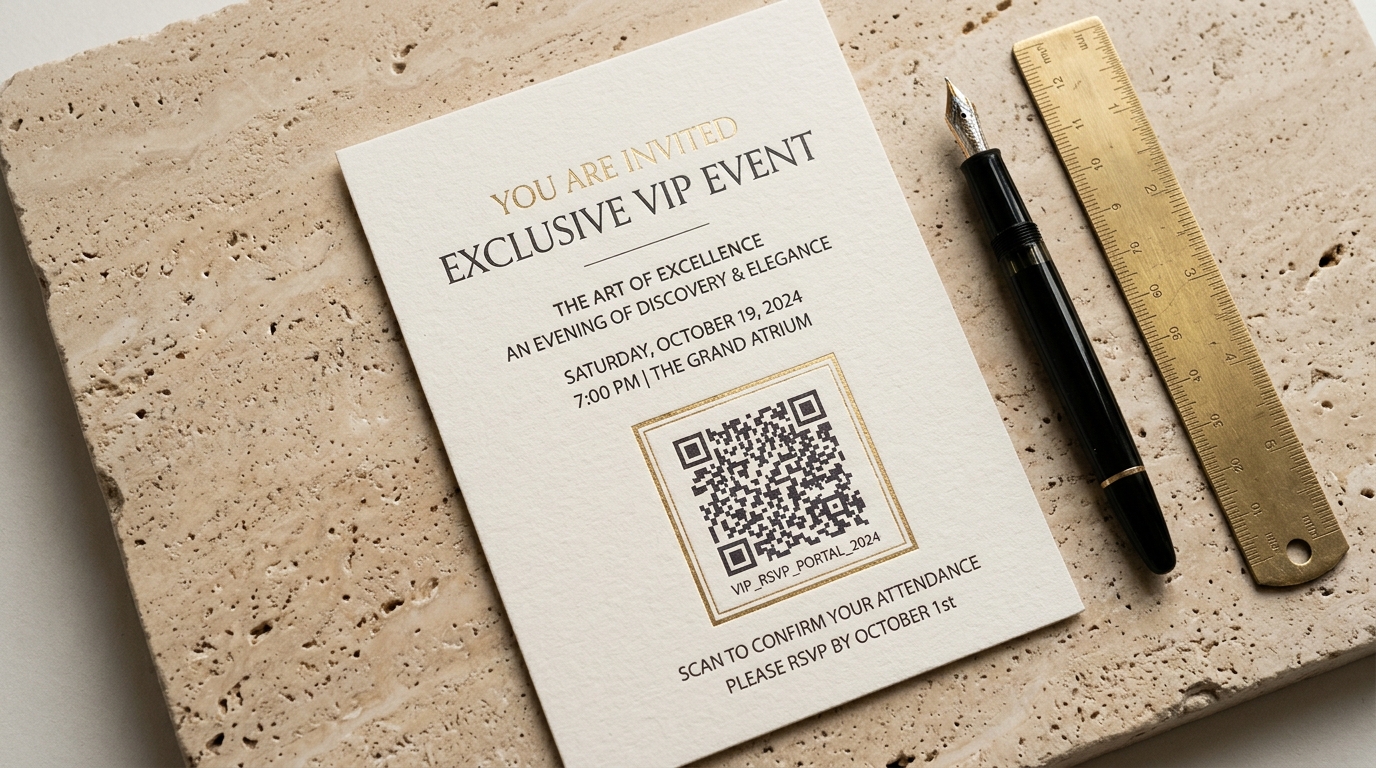 YOU ARE INVITED
EXCLUSIVE VIP EVENT
THE ART OF EXCELLENCE
AN EVENING OF DISCOVERY & ELEGANCE
SATURDAY, OCTOBER 19, 2024
7:00 PM | THE GRAND ATRIUM
VIP_RSVP_PORTAL_2024
SCAN TO CONFIRM YOUR ATTENDANCE
PLEASE RSVP BY OCTOBER 1st